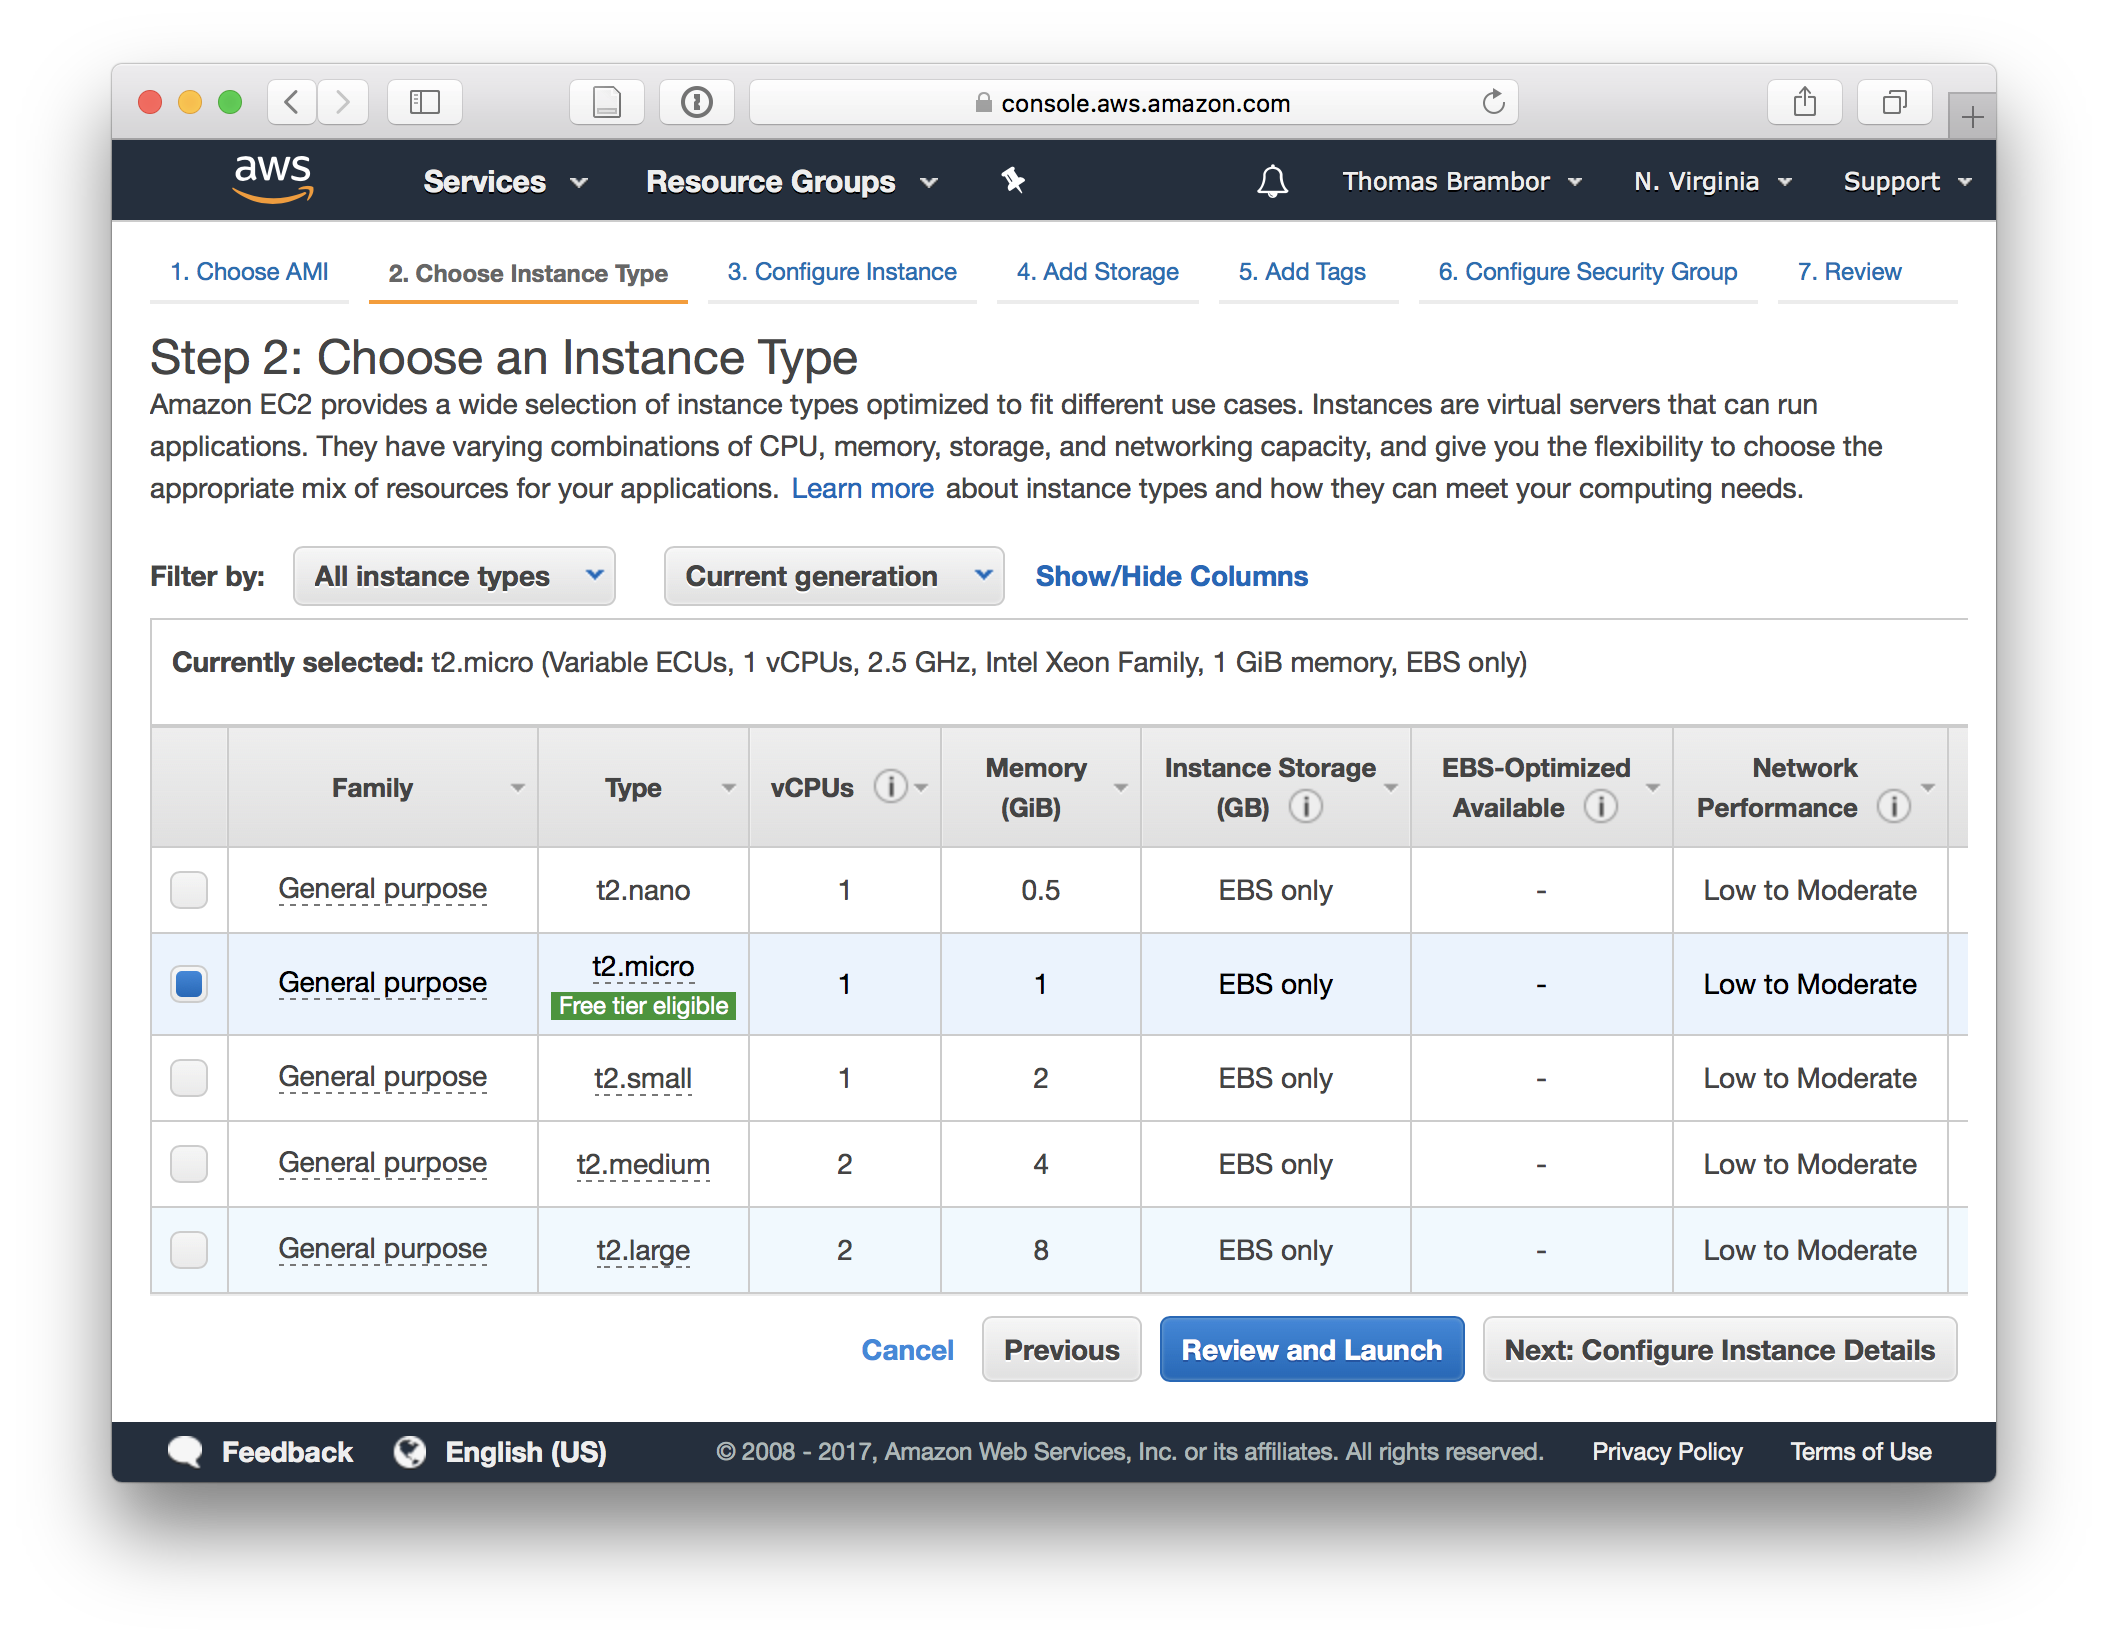 console.aws.amazon.com
aws Services Resource Groups Thomas Brambor N. Virginia Support
1. Choose AMI 2. Choose Instance Type 3. Configure Instance 4. Add Storage 5. Add Tags 6. Configure Security Group 7. Review
Step 2: Choose an Instance Type
Amazon EC2 provides a wide selection of instance types optimized to fit different use cases. Instances are virtual servers that can run
applications. They have varying combinations of CPU, memory, storage, and networking capacity, and give you the flexibility to choose the
appropriate mix of resources for your applications. Learn more about instance types and how they can meet your computing needs.
Filter by: All instance types Current generation Show/Hide Columns
Currently selected: t2.micro (Variable ECUs, 1 vCPUs, 2.5 GHz, Intel Xeon Family, 1 GiB memory, EBS only)
Family Type vCPUs Memory (GiB) Instance Storage (GB) EBS-Optimized Available Network Performance
General purpose t2.nano 1 0.5 EBS only - Low to Moderate
General purpose t2.micro Free tier eligible 1 1 EBS only - Low to Moderate
General purpose t2.small 1 2 EBS only - Low to Moderate
General purpose t2.medium 2 4 EBS only - Low to Moderate
General purpose t2.large 2 8 EBS only - Low to Moderate
Cancel Previous Review and Launch Next: Configure Instance Details
Feedback English (US) © 2008 - 2017, Amazon Web Services, Inc. or its affiliates. All rights reserved. Privacy Policy Terms of Use